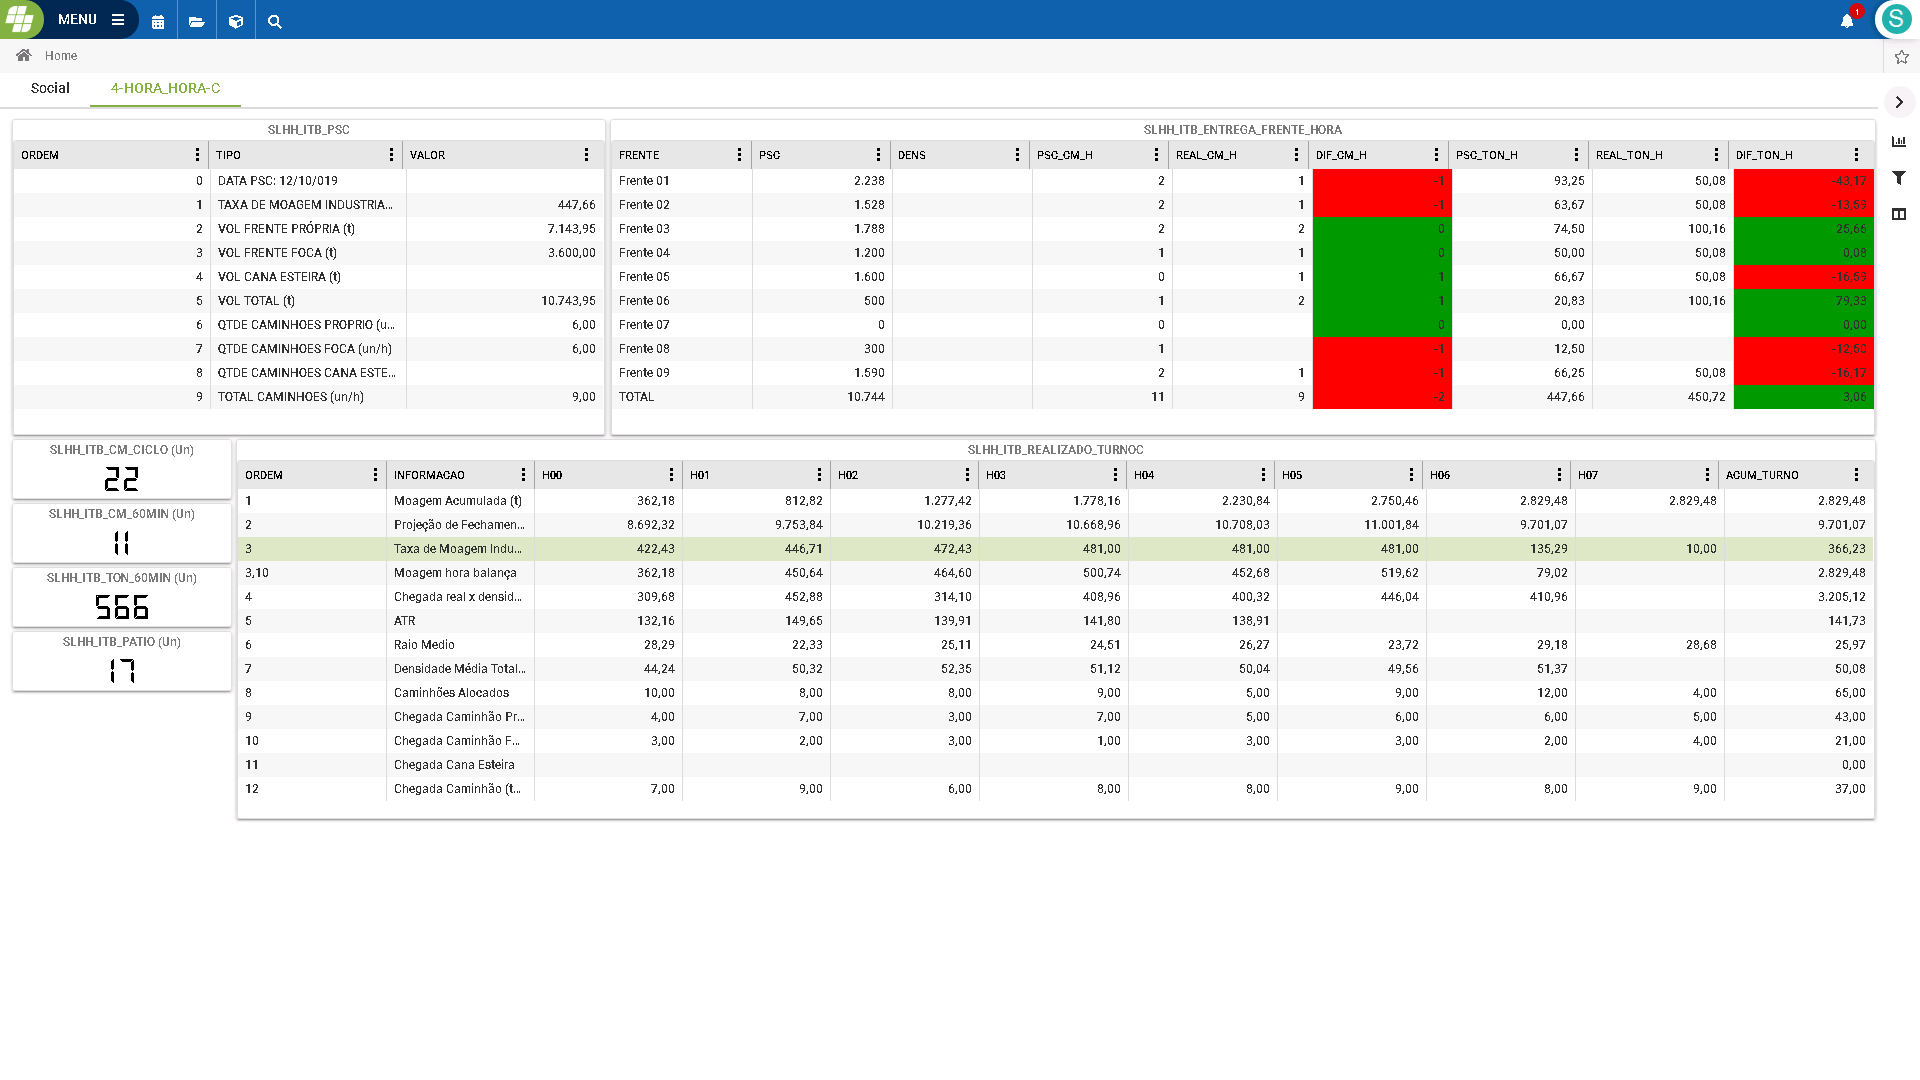 MENU
1
S
Home
Social 4-HORA_HORA-C
SLHH_ITB_PSC
ORDEM TIPO VALOR
0 DATA PSC: 12/10/019
1 TAXA DE MOAGEM INDUSTRIA... 447,66
2 VOL FRENTE PRÓPRIA (t) 7.143,95
3 VOL FRENTE FOCA (t) 3.600,00
4 VOL CANA ESTEIRA (t)
5 VOL TOTAL (t) 10.743,95
6 QTDE CAMINHOES PROPRIO (u... 6,00
7 QTDE CAMINHOES FOCA (un/h) 6,00
8 QTDE CAMINHOES CANA ESTE...
9 TOTAL CAMINHOES (un/h) 9,00
SLHH_ITB_ENTREGA_FRENTE_HORA
FRENTE PSC DENS PSC_CM_H REAL_CM_H DIF_CM_H PSC_TON_H REAL_TON_H DIF_TON_H
Frente 01 2.238 2 1 -1 93,25 50,08 -43,17
Frente 02 1.528 2 1 -1 63,67 50,08 -13,59
Frente 03 1.788 2 2 0 74,50 100,16 25,66
Frente 04 1.200 1 1 0 50,00 50,08 0,08
Frente 05 1.600 0 1 1 66,67 50,08 -16,59
Frente 06 500 1 2 1 20,83 100,16 79,33
Frente 07 0 0 0 0,00 0,00
Frente 08 300 1 -1 12,50 -12,50
Frente 09 1.590 2 1 -1 66,25 50,08 -16,17
TOTAL 10.744 11 9 -2 447,66 450,72 3,06
SLHH_ITB_CM_CICLO (Un)
22
SLHH_ITB_CM_60MIN (Un)
11
SLHH_ITB_TON_60MIN (Un)
566
SLHH_ITB_PATIO (Un)
17
SLHH_ITB_REALIZADO_TURNOC
ORDEM INFORMACAO H00 H01 H02 H03 H04 H05 H06 H07 ACUM_TURNO
1 Moagem Acumulada (t) 362,18 812,82 1.277,42 1.778,16 2.230,84 2.750,46 2.829,48 2.829,48 2.829,48
2 Projeção de Fechamen... 8.692,32 9.753,84 10.219,36 10.668,96 10.708,03 11.001,84 9.701,07 9.701,07
3 Taxa de Moagem Indu... 422,43 446,71 472,43 481,00 481,00 481,00 135,29 10,00 366,23
3,10 Moagem hora balança 362,18 450,64 464,60 500,74 452,68 519,62 79,02 2.829,48
4 Chegada real x densid... 309,68 452,88 314,10 408,96 400,32 446,04 410,96 3.205,12
5 ATR 132,16 149,65 139,91 141,80 138,91 141,73
6 Raio Medio 28,29 22,33 25,11 24,51 26,27 23,72 29,18 28,68 25,97
7 Densidade Média Total... 44,24 50,32 52,35 51,12 50,04 49,56 51,37 50,08
8 Caminhões Alocados 10,00 8,00 8,00 9,00 5,00 9,00 12,00 4,00 65,00
9 Chegada Caminhão Pr... 4,00 7,00 3,00 7,00 5,00 6,00 6,00 5,00 43,00
10 Chegada Caminhão F... 3,00 2,00 3,00 1,00 3,00 3,00 2,00 4,00 21,00
11 Chegada Cana Esteira 0,00
12 Chegada Caminhão (t... 7,00 9,00 6,00 8,00 8,00 9,00 8,00 9,00 37,00